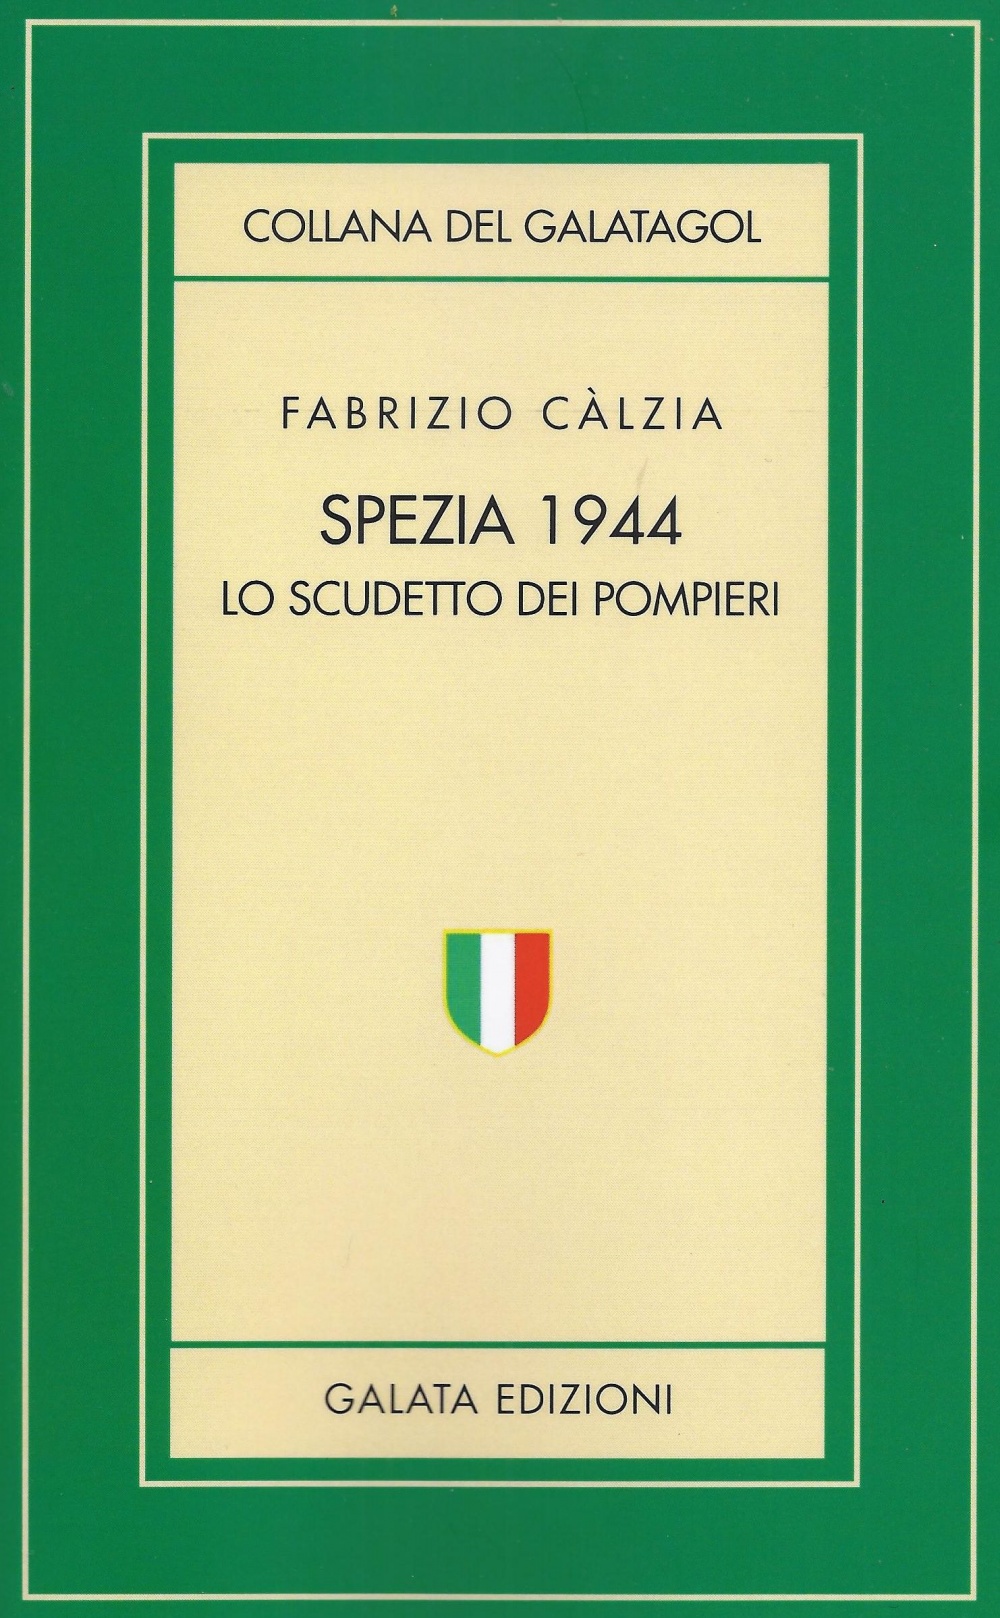 COLLANA DEL GALATAGOL
FABRIZIO CÀLZIA
SPEZIA 1944
LO SCUDETTO DEI POMPIERI
GALATA EDIZIONI